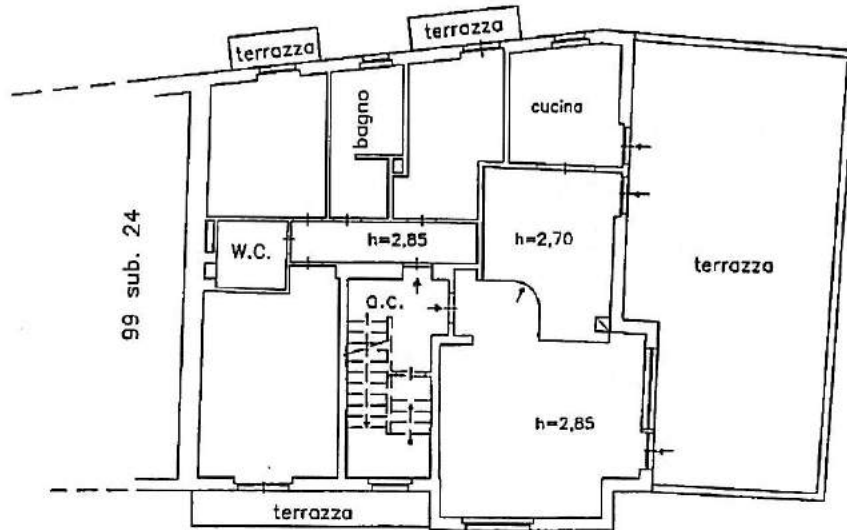 terrazza
terrazza
bagno
cucina
99 sub. 24
W.C.
h=2,85
h=2,70
terrazza
a.c.
h=2,85
terrazza